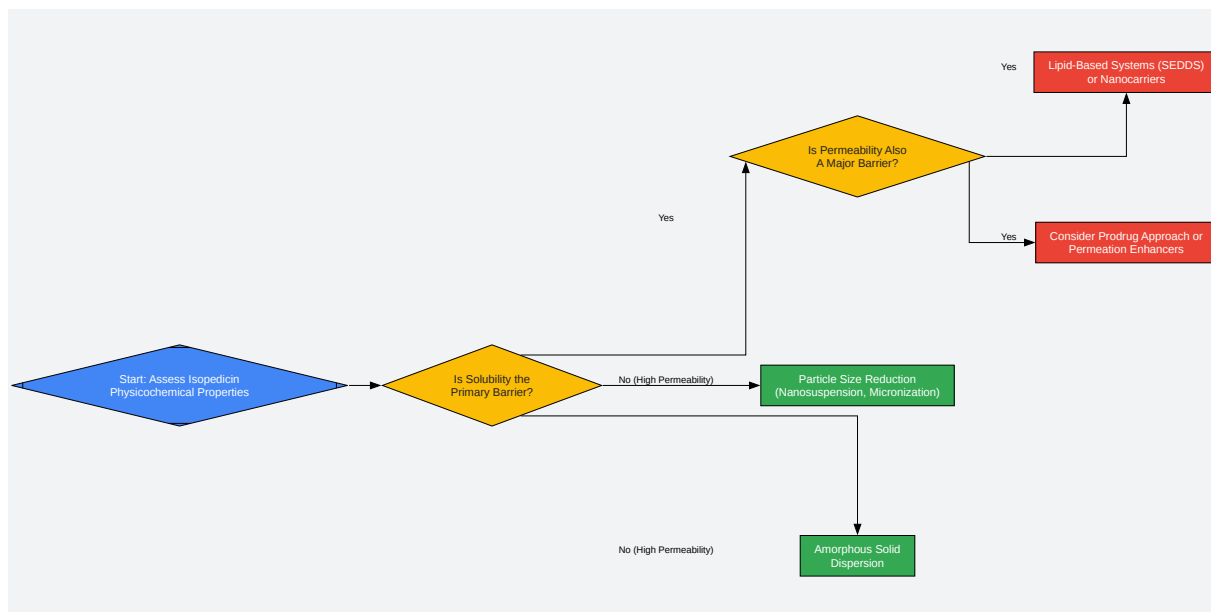 Yes
Lipid-Based Systems (SEDDS)
or Nanocarriers
Is Permeability Also
A Major Barrier?
Yes
Yes
Consider Prodrug Approach or
Permeation Enhancers
Start: Assess Isopedicin
Physicochemical Properties
Is Solubility the
Primary Barrier?
No (High Permeability)
Particle Size Reduction
(Nanosuspension, Micronization)
No (High Permeability)
Amorphous Solid
Dispersion